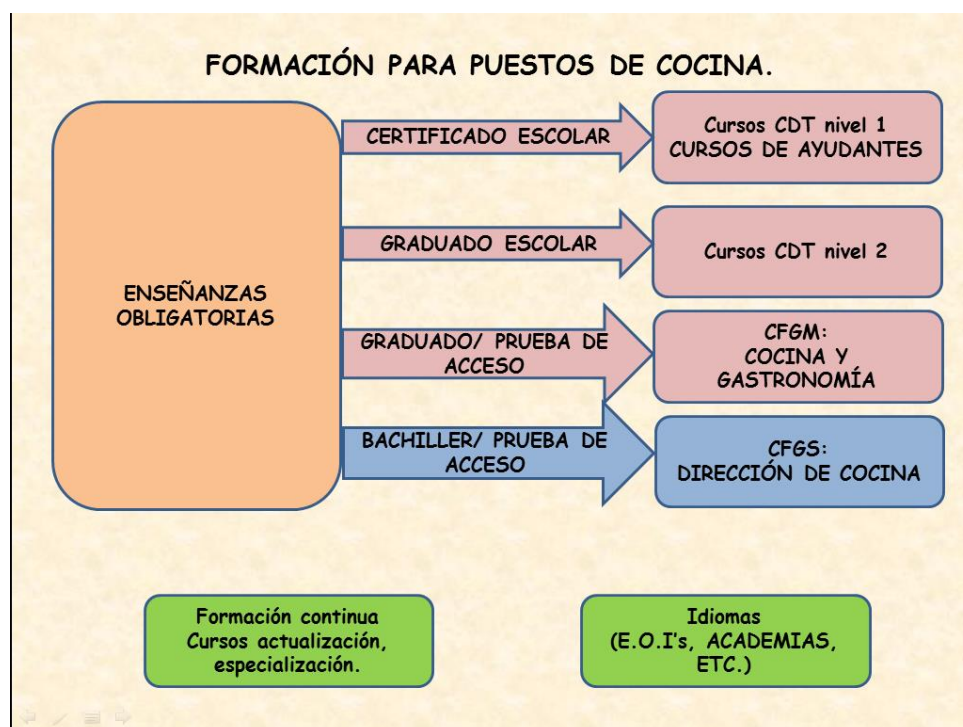 FORMACIÓN PARA PUESTOS DE COCINA.
ENSEÑANZAS
OBLIGATORIAS
CERTIFICADO ESCOLAR
Cursos CDT nivel 1
CURSOS DE AYUDANTES
GRADUADO ESCOLAR
Cursos CDT nivel 2
GRADUADO/ PRUEBA DE
ACCESO
CFGM:
COCINA Y
GASTRONOMÍA
BACHILLER/ PRUEBA DE
ACCESO
CFGS:
DIRECCIÓN DE COCINA
Formación continua
Cursos actualización,
especialización.
Idiomas
(E.O.I's, ACADEMIAS,
ETC.)